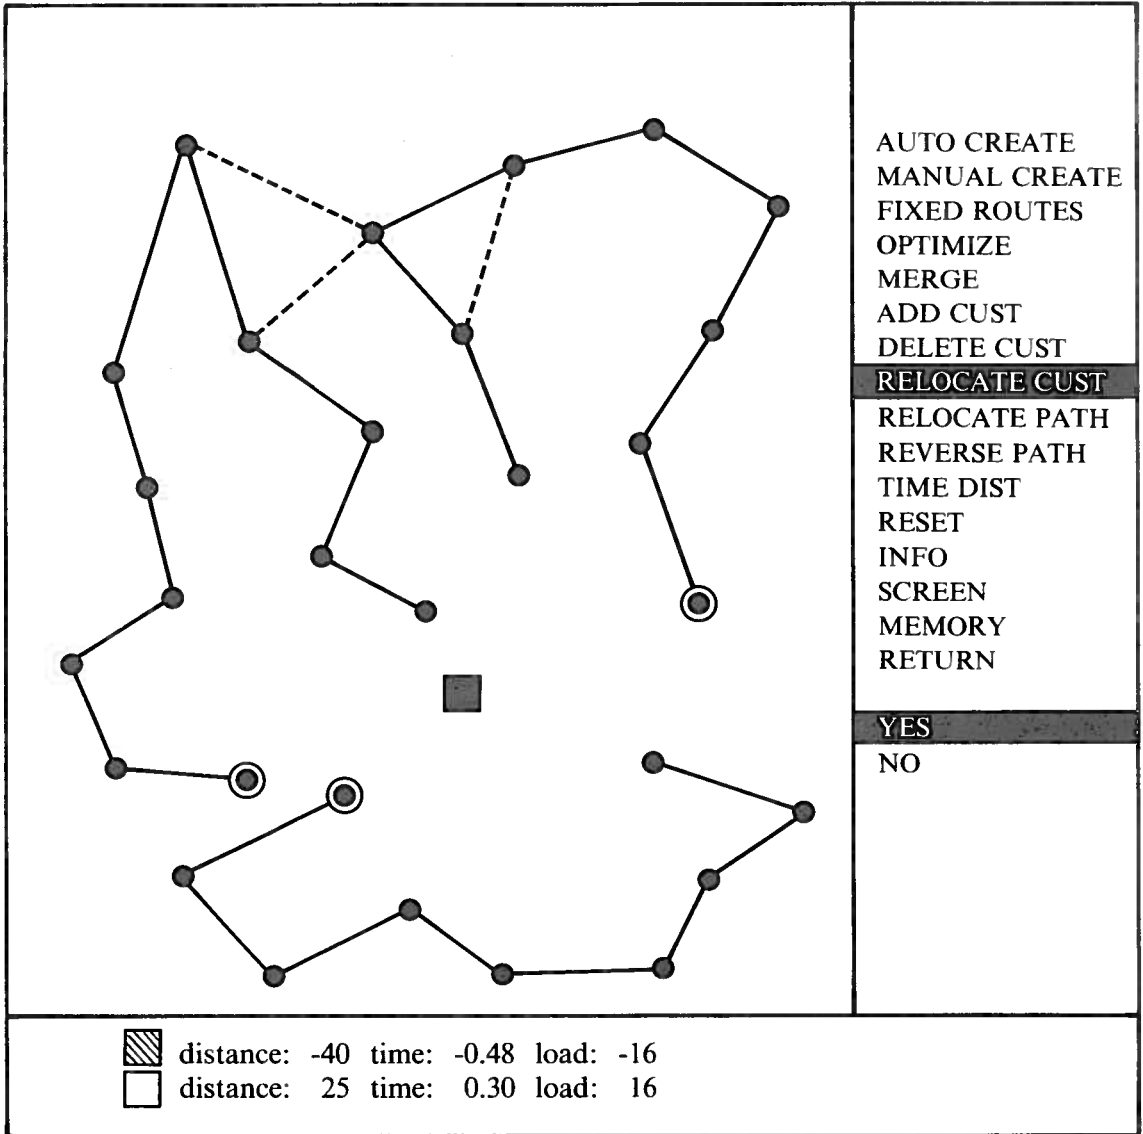 AUTO CREATE
MANUAL CREATE
FIXED ROUTES
OPTIMIZE
MERGE
ADD CUST
DELETE CUST
RELOCATE CUST
RELOCATE PATH
REVERSE PATH
TIME DIST
RESET
INFO
SCREEN
MEMORY
RETURN
YES
NO
distance: -40 time: -0.48 load: -16
distance: 25 time: 0.30 load: 16